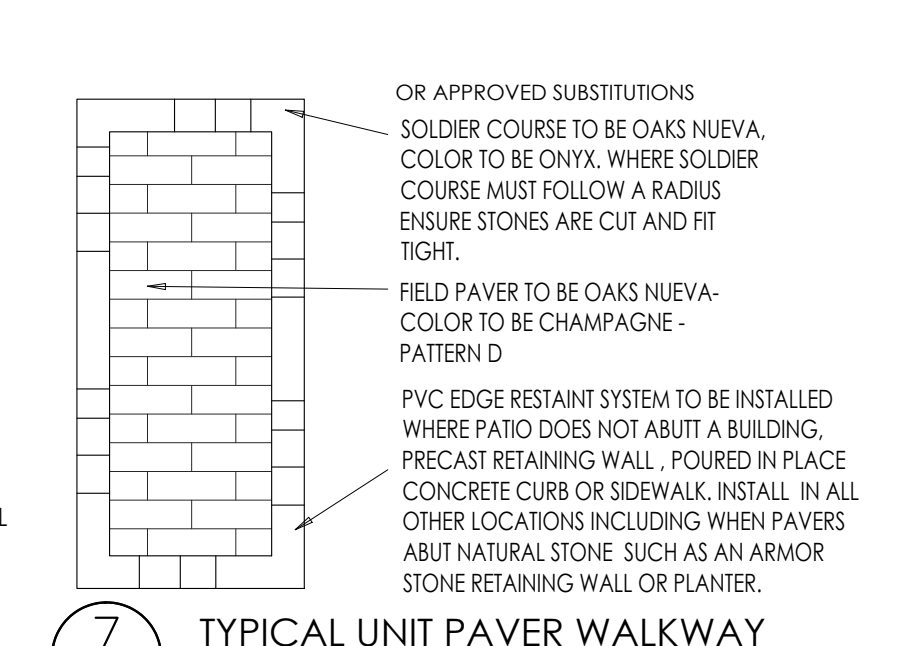 OR APPROVED SUBSTITUTIONS
SOLDIER COURSE TO BE OAKS NUEVA,
COLOR TO BE ONYX. WHERE SOLDIER
COURSE MUST FOLLOW A RADIUS
ENSURE STONES ARE CUT AND FIT
TIGHT.
FIELD PAVER TO BE OAKS NUEVA-
COLOR TO BE CHAMPAGNE -
PATTERN D
PVC EDGE RESTAINT SYSTEM TO BE INSTALLED
WHERE PATIO DOES NOT ABUTT A BUILDING,
PRECAST RETAINING WALL , POURED IN PLACE
CONCRETE CURB OR SIDEWALK. INSTALL IN ALL
OTHER LOCATIONS INCLUDING WHEN PAVERS
ABUT NATURAL STONE SUCH AS AN ARMOR
STONE RETAINING WALL OR PLANTER.
L
7
TYPICAL UNIT PAVER WALKWAY